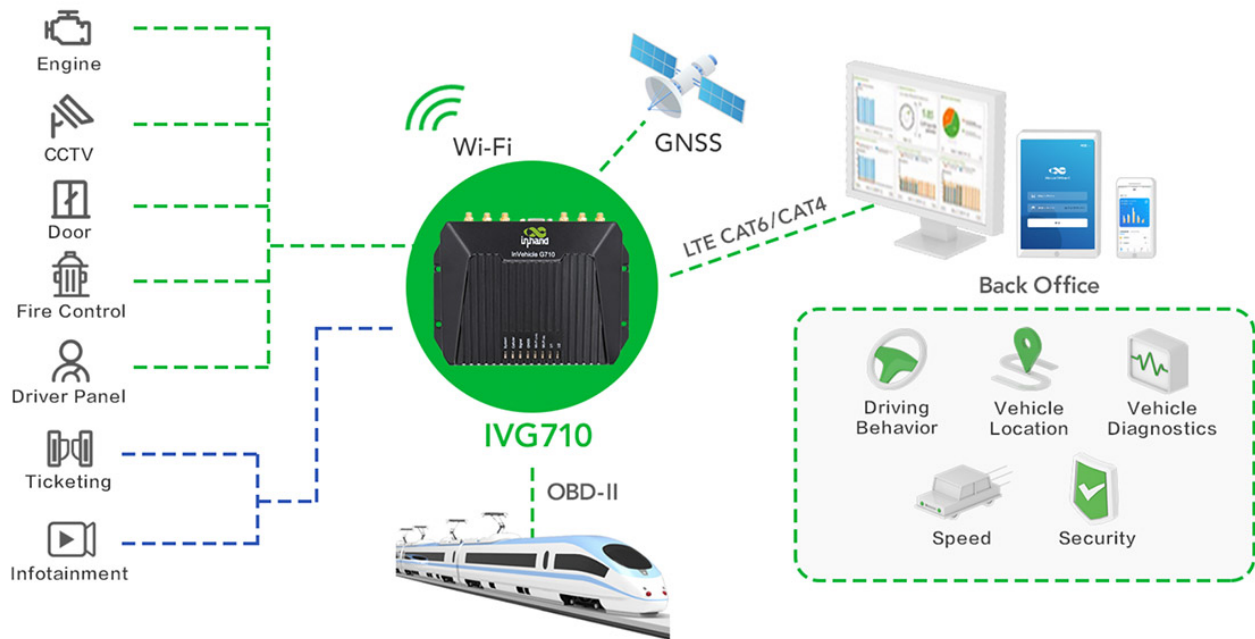 Engine
CCTV
Door
Fire Control
Driver Panel
Ticketing
Infotainment
Wi-Fi
GNSS
inhand
InVehicle G710
IVG710
OBD-II
LTE CAT6/CAT4
Back Office
Driving
Behavior
Vehicle
Location
Vehicle
Diagnostics
Speed
Security